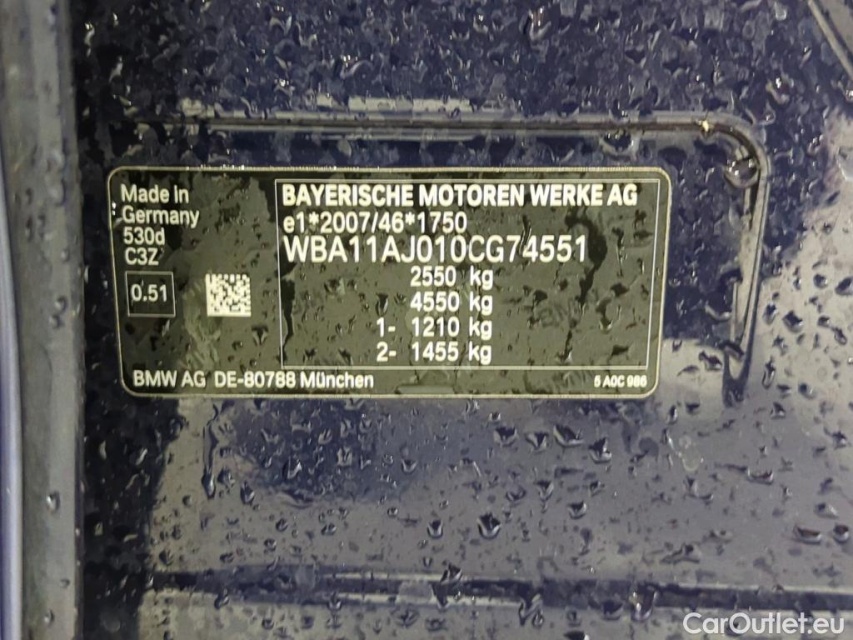 Made in
Germany
530d
C3Z
0.51
BAYERISCHE MOTOREN WERKE AG
e1*2007/46*1750
WBA11AJ010CG74551
2550 kg
4550 kg
1- 1210 kg
2- 1455 kg
BMW AG DE-80788 München
5 A0C 986
CarOutlet.eu